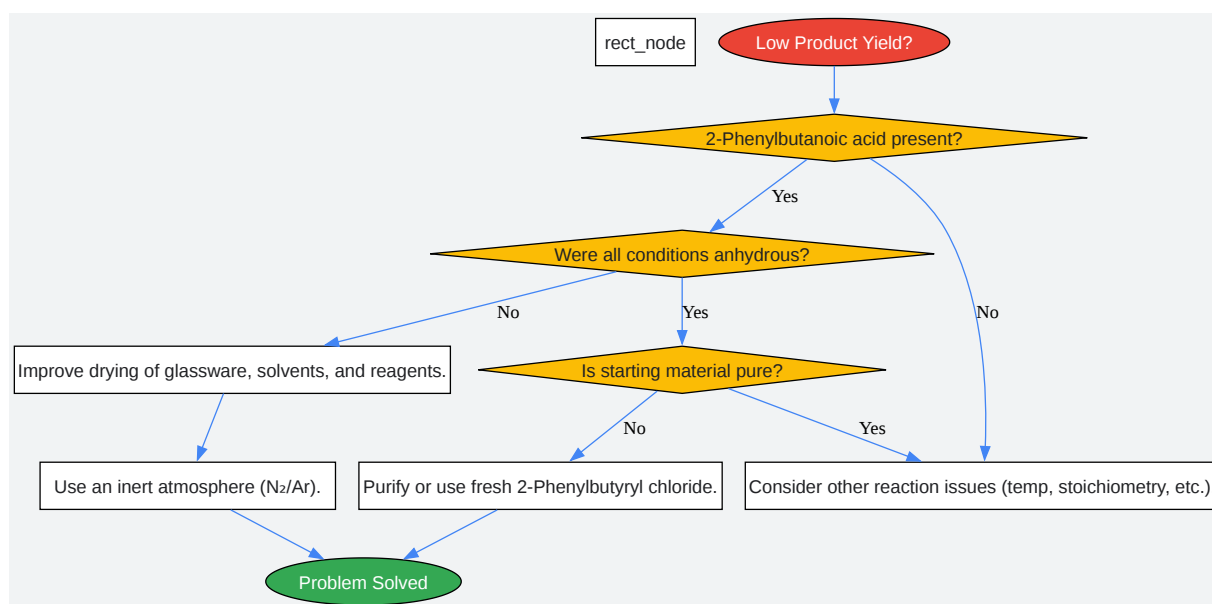 rect_node
Low Product Yield?
2-Phenylbutanoic acid present?
Yes
Were all conditions anhydrous?
No
Yes
No
Improve drying of glassware, solvents, and reagents.
Is starting material pure?
No
Yes
Use an inert atmosphere (N₂/Ar).
Purify or use fresh 2-Phenylbutyryl chloride.
Consider other reaction issues (temp, stoichiometry, etc.)
Problem Solved